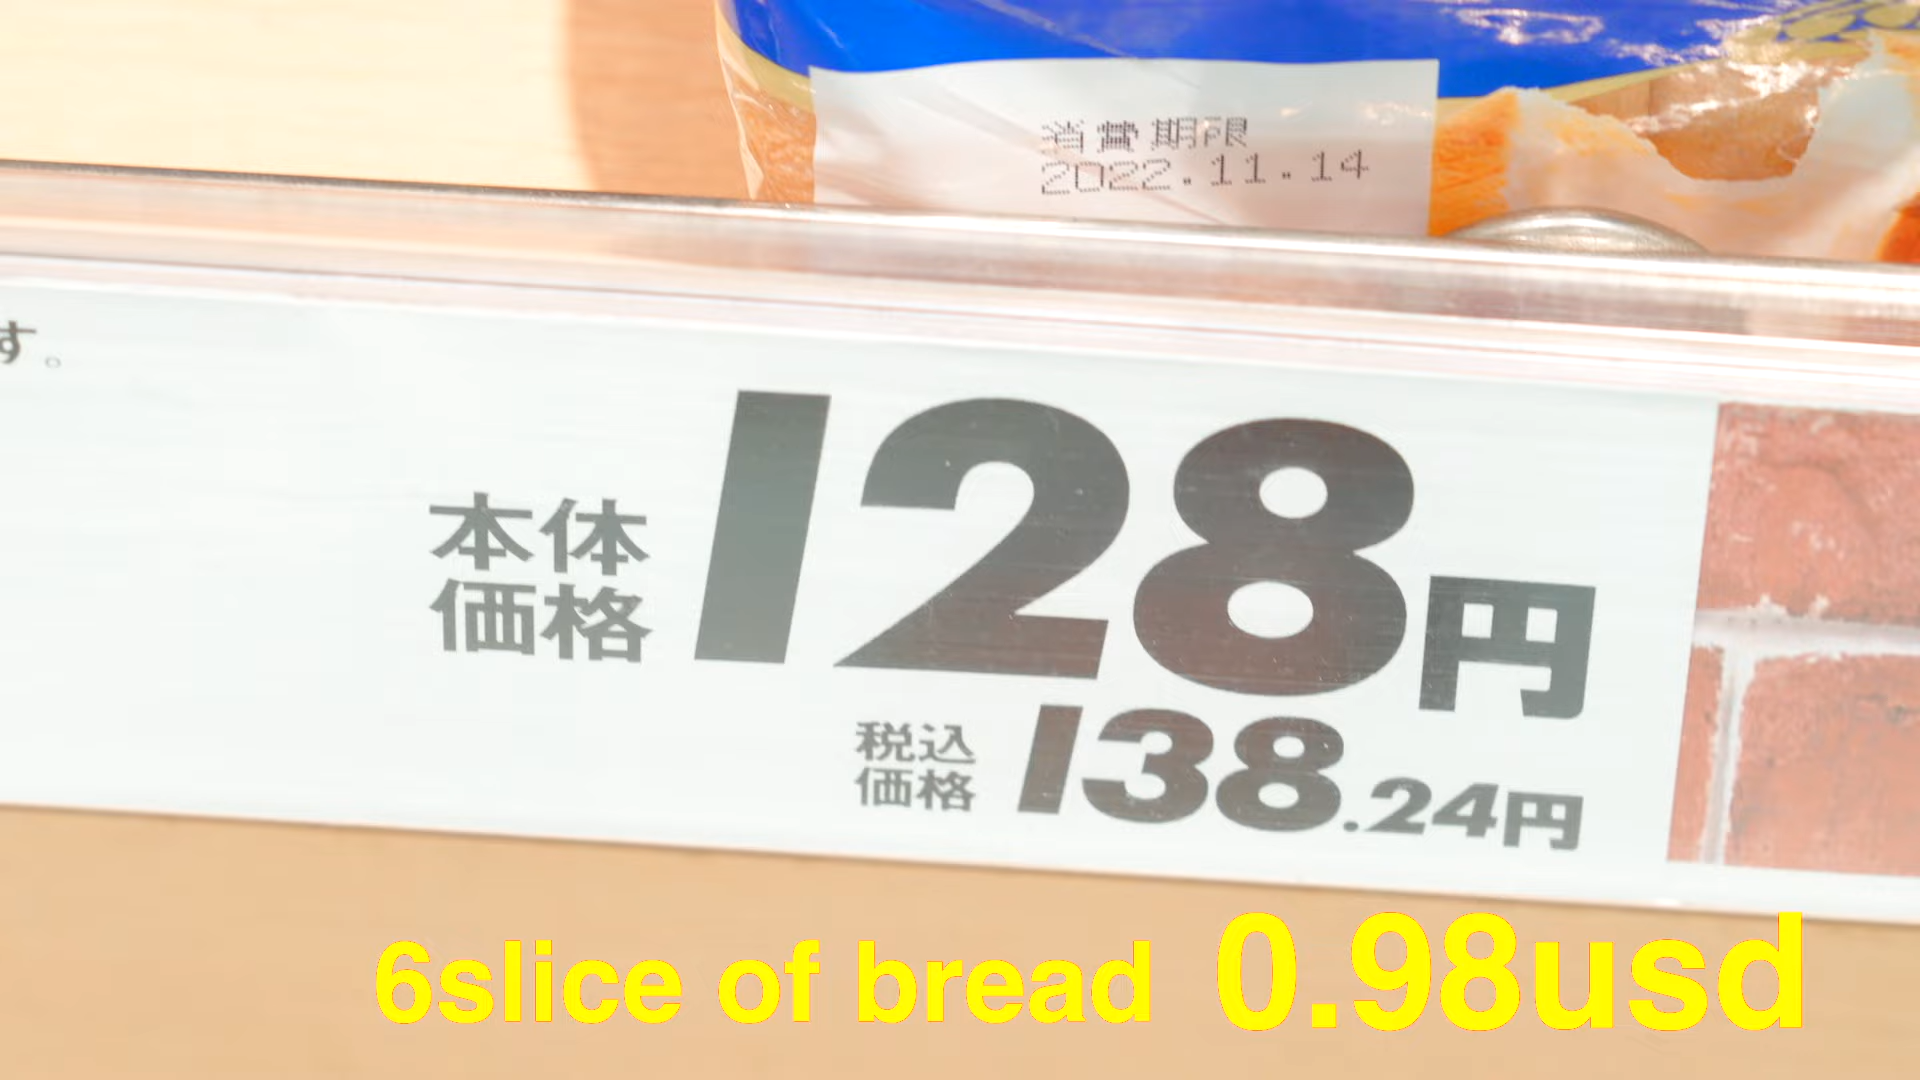 消費期限
2022.11.14
す。
本体
価格
128円
税込
価格
138.24円
6slice of bread 0.98usd